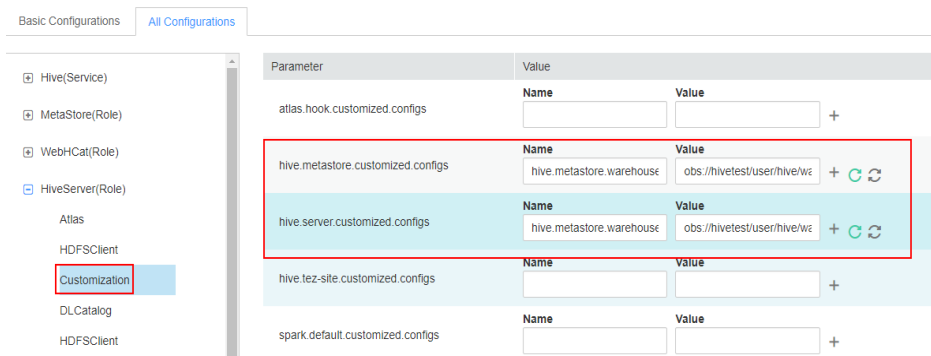 Basic Configurations
All Configurations
Hive(Service)
MetaStore(Role)
WebHCat(Role)
HiveServer(Role)
Atlas
HDFSClient
Customization
DLCatalog
HDFSClient
Parameter Value
Name Value
atlas.hook.customized.configs
Name Value
hive.metastore.customized.configs hive.metastore.warehouse obs://hivetest/user/hive/wa
Name Value
hive.server.customized.configs hive.metastore.warehouse obs://hivetest/user/hive/wa
Name Value
hive.tez-site.customized.configs
Name Value
spark.default.customized.configs